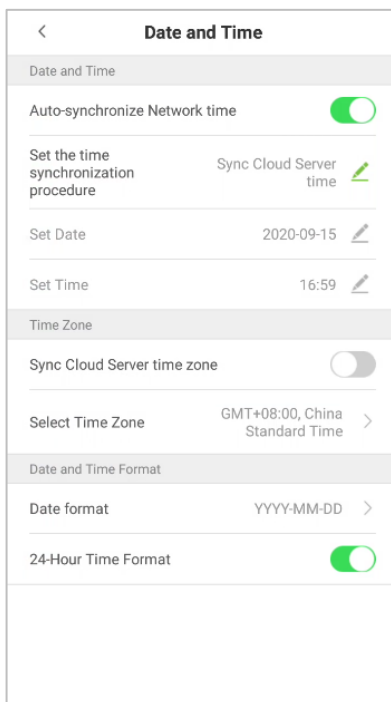 Date and Time
Date and Time
Auto-synchronize Network time
Set the time
synchronization
procedure
Sync Cloud Server
time
Set Date
2020-09-15
Set Time
16:59
Time Zone
Sync Cloud Server time zone
Select Time Zone
GMT+08:00, China
Standard Time
Date and Time Format
Date format
YYYY-MM-DD
24-Hour Time Format